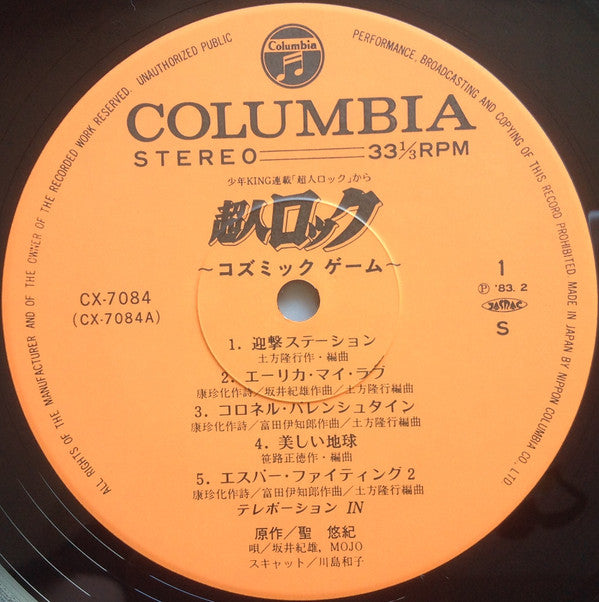 ALL RIGHTS OF THE MANUFACTURER AND OF THE OWNER OF THE RECORDED WORK RESERVED. UNAUTHORIZED PUBLIC PERFORMANCE, BROADCASTING AND COPYING OF THIS RECORD PROHIBITED. MADE IN JAPAN BY NIPPON COLUMBIA CO., LTD.
Columbia
COLUMBIA
STEREO 33 1/3 RPM
少年KING連載「超人ロック」から
超人ロック
～コズミック ゲーム～
CX-7084
(CX-7084A)
1
Ⓟ '83. 2
JASRAC
S
1. 迎撃ステーション
土方隆行作・編曲
2. エーリカ・マイ・ラブ
康珍化作詩／坂井紀雄作曲／土方隆行編曲
3. コロネル・バレンシュタイン
康珍化作詩／富田伊知郎作曲／土方隆行編曲
4. 美しい地球
笹路正徳作・編曲
5. エスパー・ファイティング 2
康珍化作詩／富田伊知郎作曲／土方隆行編曲
テレポーション IN
原作／聖 悠紀
唄／坂井紀雄, MOJO
スキャット／川島和子